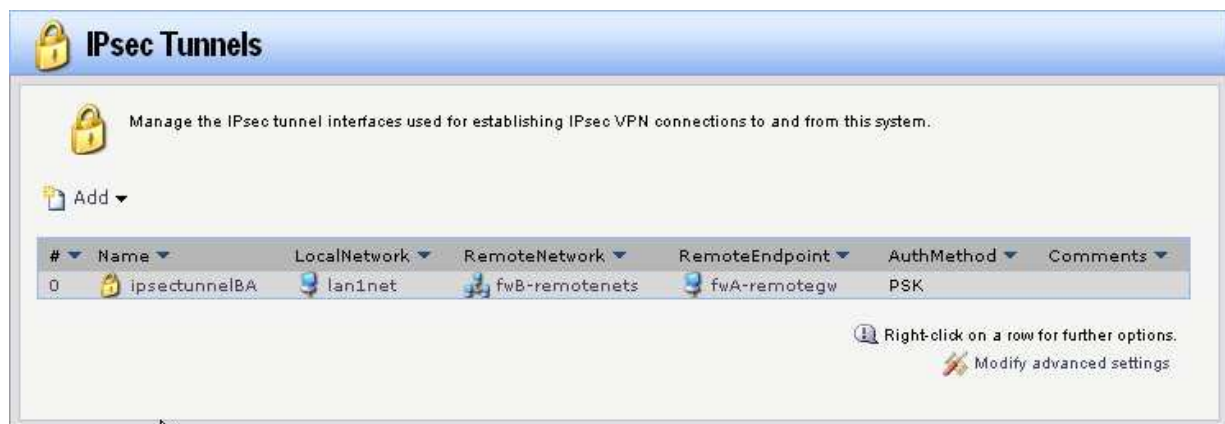 IPsec Tunnels
Manage the IPsec tunnel interfaces used for establishing IPsec VPN connections to and from this system.
Add
# Name LocalNetwork RemoteNetwork RemoteEndpoint AuthMethod Comments
0 ipsectunnelBA lan1net fwB-remotenets fwA-remotegw PSK
Right-click on a row for further options.
Modify advanced settings